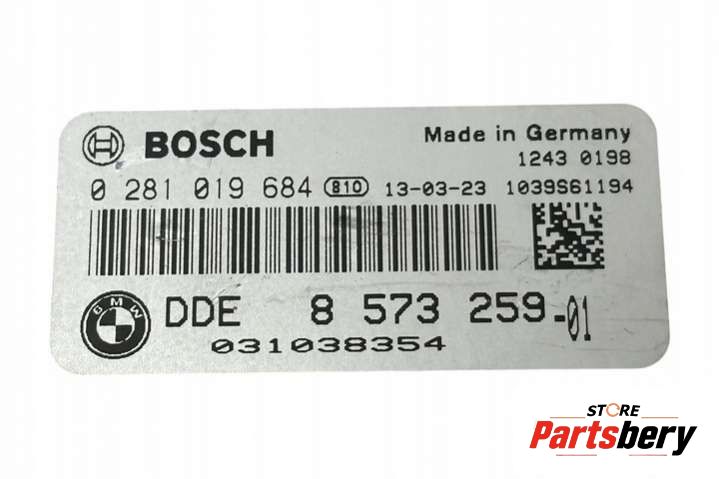 BOSCH
Made in Germany
1243 0198
0 281 019 684 810 13-03-23 1039S61194
BMW DDE 8 573 259-01
031038354
STORE
Partsbery